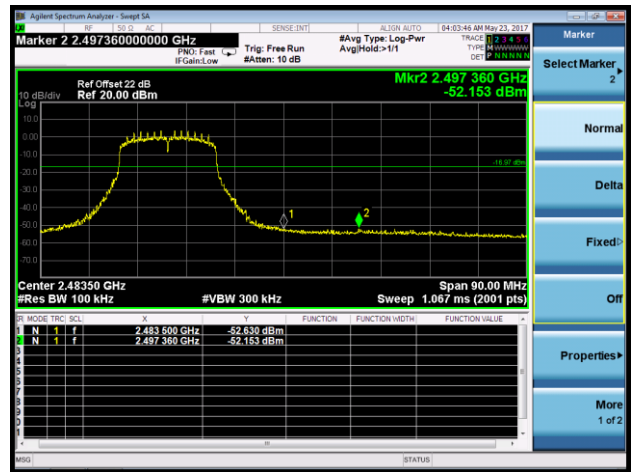 Agilent Spectrum Analyzer - Swept SA
RF 50 Ω AC SENSE:INT ALIGN AUTO 04:03:46 AM May 23, 2017
Marker 2 2.497360000000 GHz
PNO: Fast
IFGain:Low
Trig: Free Run
#Atten: 10 dB
#Avg Type: Log-Pwr
Avg|Hold:>1/1
TRACE 1 2 3 4 5 6
TYPE M W W W W W
DET P N N N N N
Mkr2 2.497 360 GHz
-52.153 dBm
Ref Offset 22 dB
10 dB/div Ref 20.00 dBm
Log
10.0
0.00
-10.0
-16.97 dBm
-20.0
-30.0
-40.0
-50.0
-60.0
-70.0
1
2
Center 2.48350 GHz Span 90.00 MHz
#Res BW 100 kHz #VBW 300 kHz Sweep 1.067 ms (2001 pts)
MODE TRC SCL X Y FUNCTION FUNCTION WIDTH FUNCTION VALUE
1 N 1 f 2.483 500 GHz -52.630 dBm
2 N 1 f 2.497 360 GHz -52.153 dBm
3
4
5
6
7
8
9
MSG STATUS
Marker
Select Marker
2
Normal
Delta
Fixed
Off
Properties
More
1 of 2